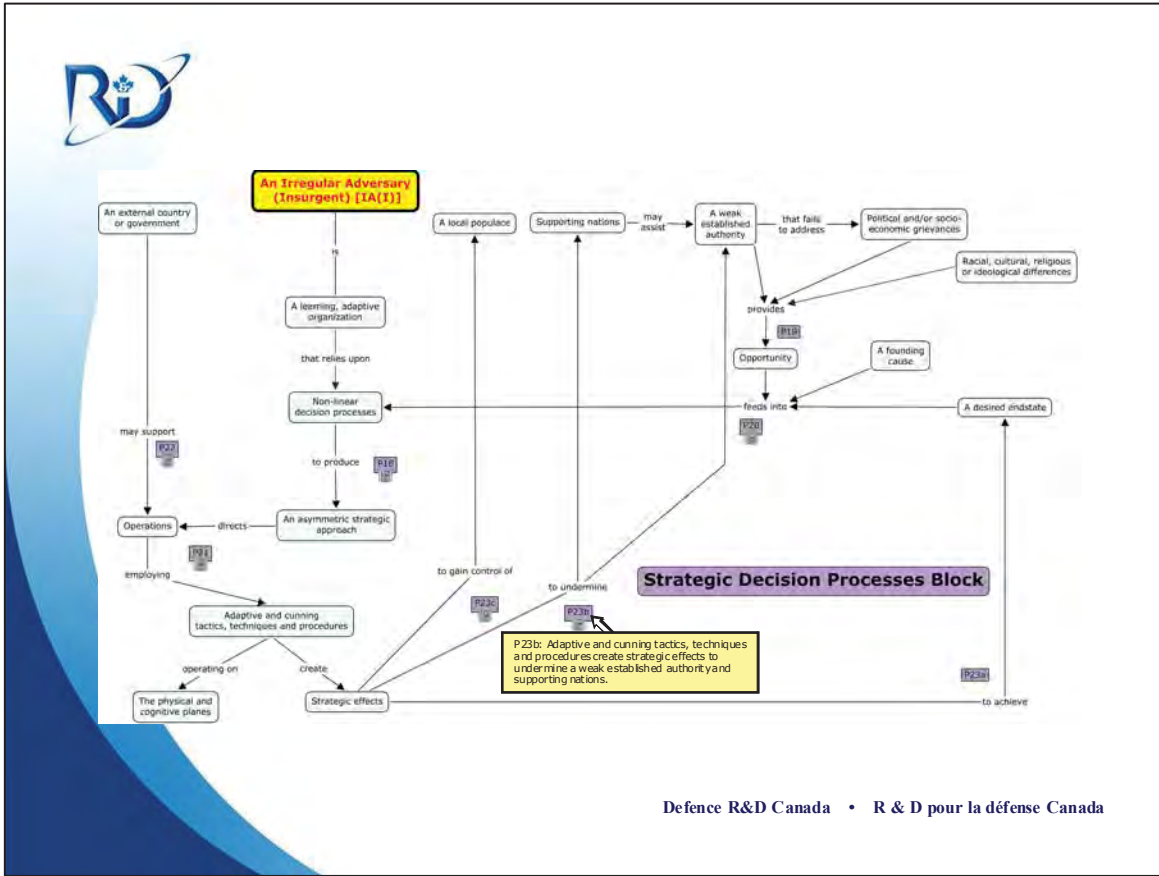 R&D
An Irregular Adversary
(Insurgent) [IA(I)]
An external country
or government
A local populace
Supporting nations
may
assist
A weak
established
authority
that fails
to address
Political and/or socio-
economic grievances
Racial, cultural, religious
or ideological differences
is
A learning, adaptive
organization
provides
P19
that relies upon
Opportunity
A founding
cause
Non-linear
decision processes
feeds into
A desired endstate
P20
may support
P22
to produce
P18
Operations
directs
An asymmetric strategic
approach
P21
employing
to gain control of
P23c
to undermine
P23b
Strategic Decision Processes Block
Adaptive and cunning
tactics, techniques and procedures
P23b: Adaptive and cunning tactics, techniques
and procedures create strategic effects to
undermine a weak established authority and
supporting nations.
operating on
create
P23a
The physical and
cognitive planes
Strategic effects
to achieve
Defence R&D Canada • R & D pour la défense Canada